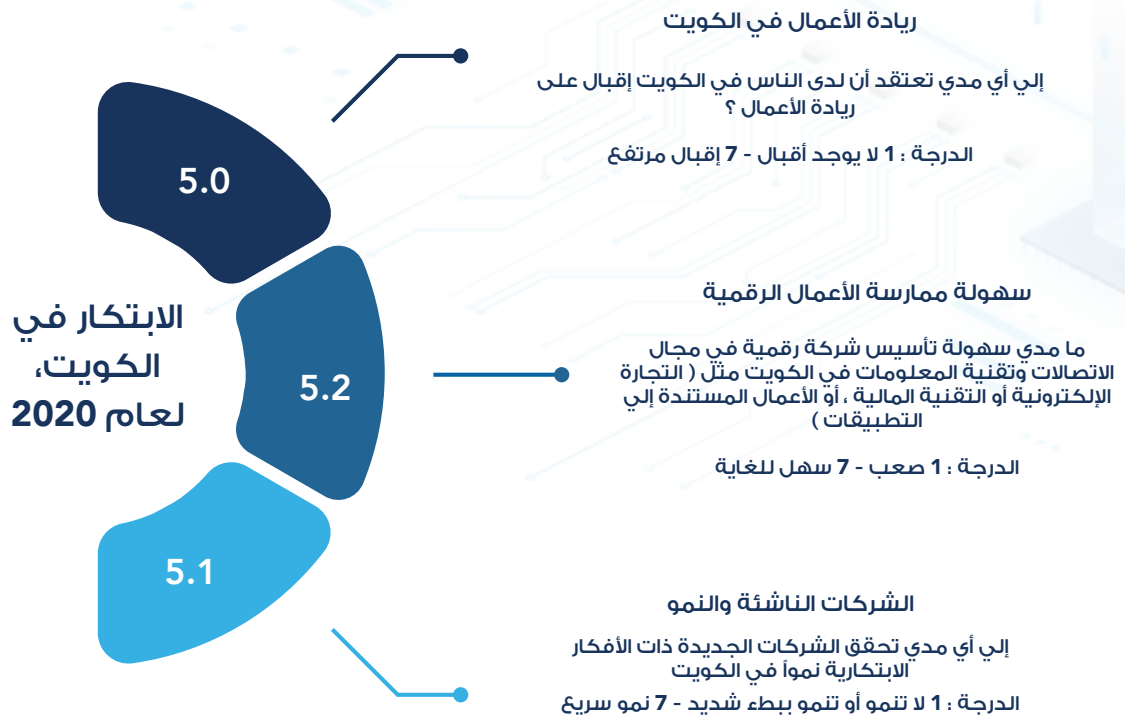 ريادة الأعمال في الكويت
إلي أي مدي تعتقد أن لدى الناس في الكويت إقبال على
ريادة الأعمال ؟
الدرجة : 1 لا يوجد أقبال - 7 إقبال مرتفع
5.0
سهولة ممارسة الأعمال الرقمية
ما مدي سهولة تأسيس شركة رقمية في مجال
الاتصالات وتقنية المعلومات في الكويت مثل ( التجارة
الإلكترونية أو التقنية المالية ، أو الأعمال المستندة إلي
التطبيقات )
الدرجة : 1 صعب - 7 سهل للغاية
5.2
الابتكار في
الكويت،
لعام 2020
الشركات الناشئة والنمو
إلي أي مدي تحقق الشركات الجديدة ذات الأفكار
الابتكارية نمواً في الكويت
الدرجة : 1 لا تنمو أو تنمو ببطء شديد - 7 نمو سريع
5.1